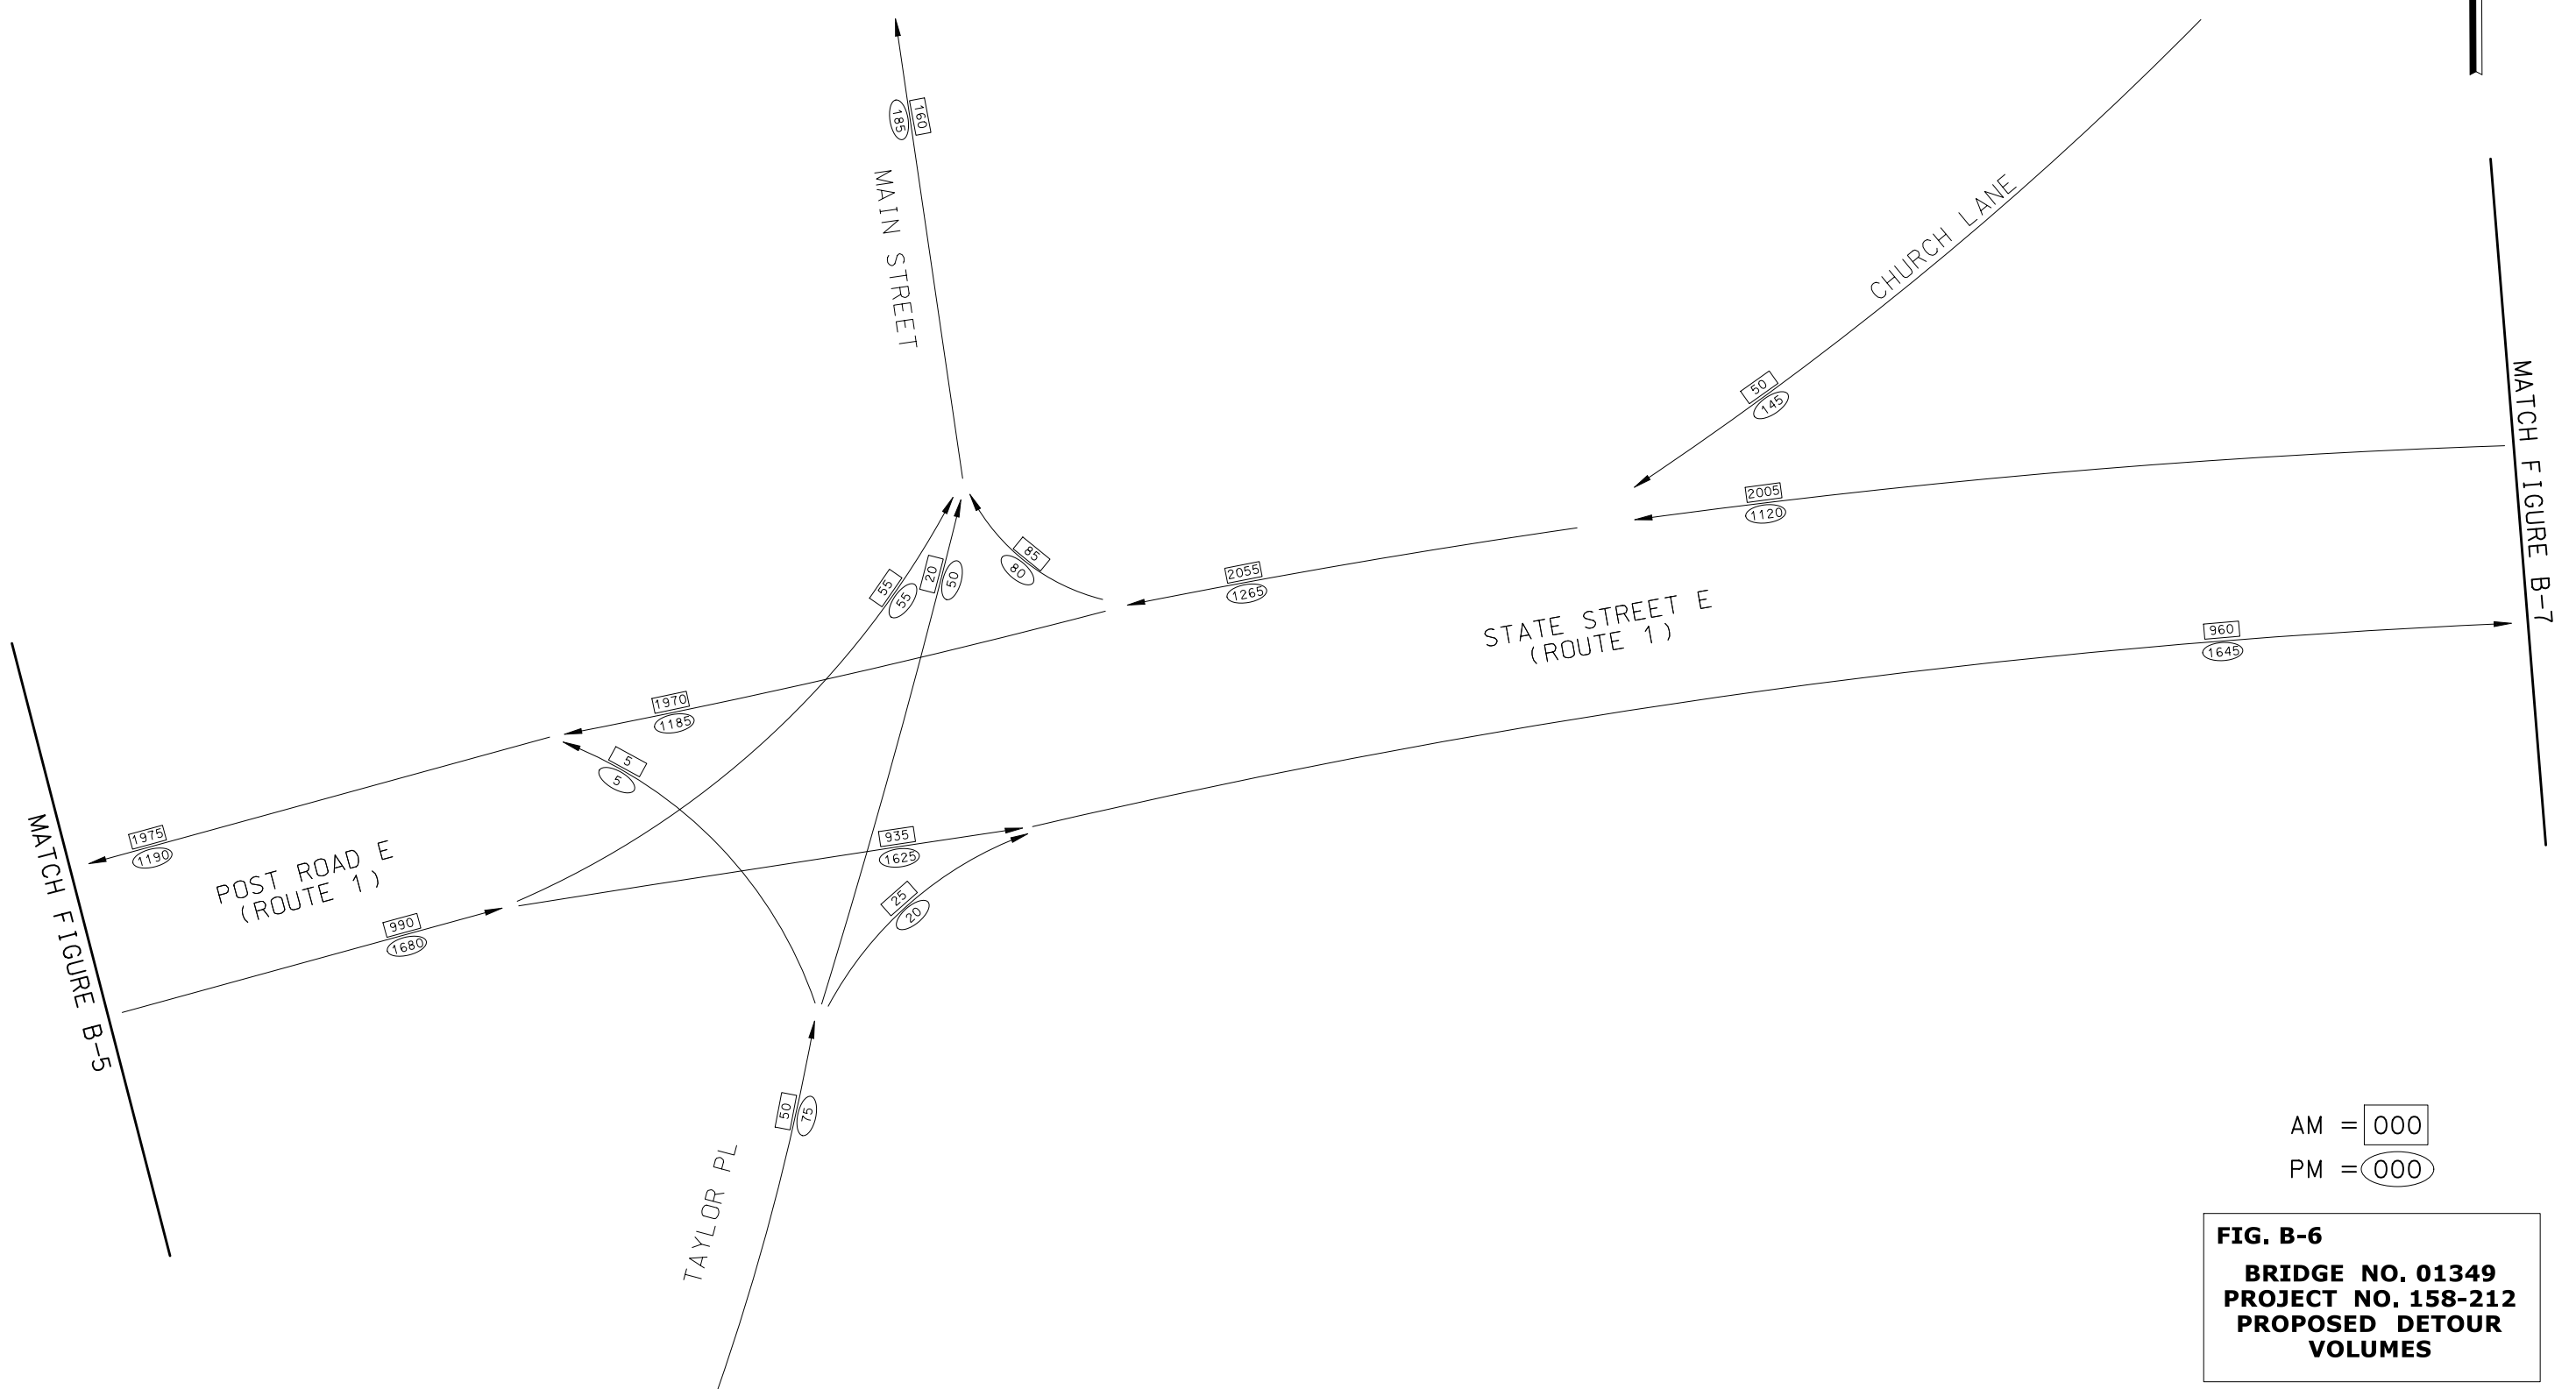 160
185
MAIN STREET
CHURCH LANE
50
145
MATCH FIGURE B-7
2005
1120
55
55
20
50
85
80
2055
1265
STATE STREET E
(ROUTE 1)
960
1645
1970
1185
5
5
1975
1190
935
1625
POST ROAD E
(ROUTE 1)
25
20
990
1680
MATCH FIGURE B-5
50
75
TAYLOR PL
AM = 000
PM = 000
FIG. B-6
BRIDGE NO. 01349
PROJECT NO. 158-212
PROPOSED DETOUR
VOLUMES